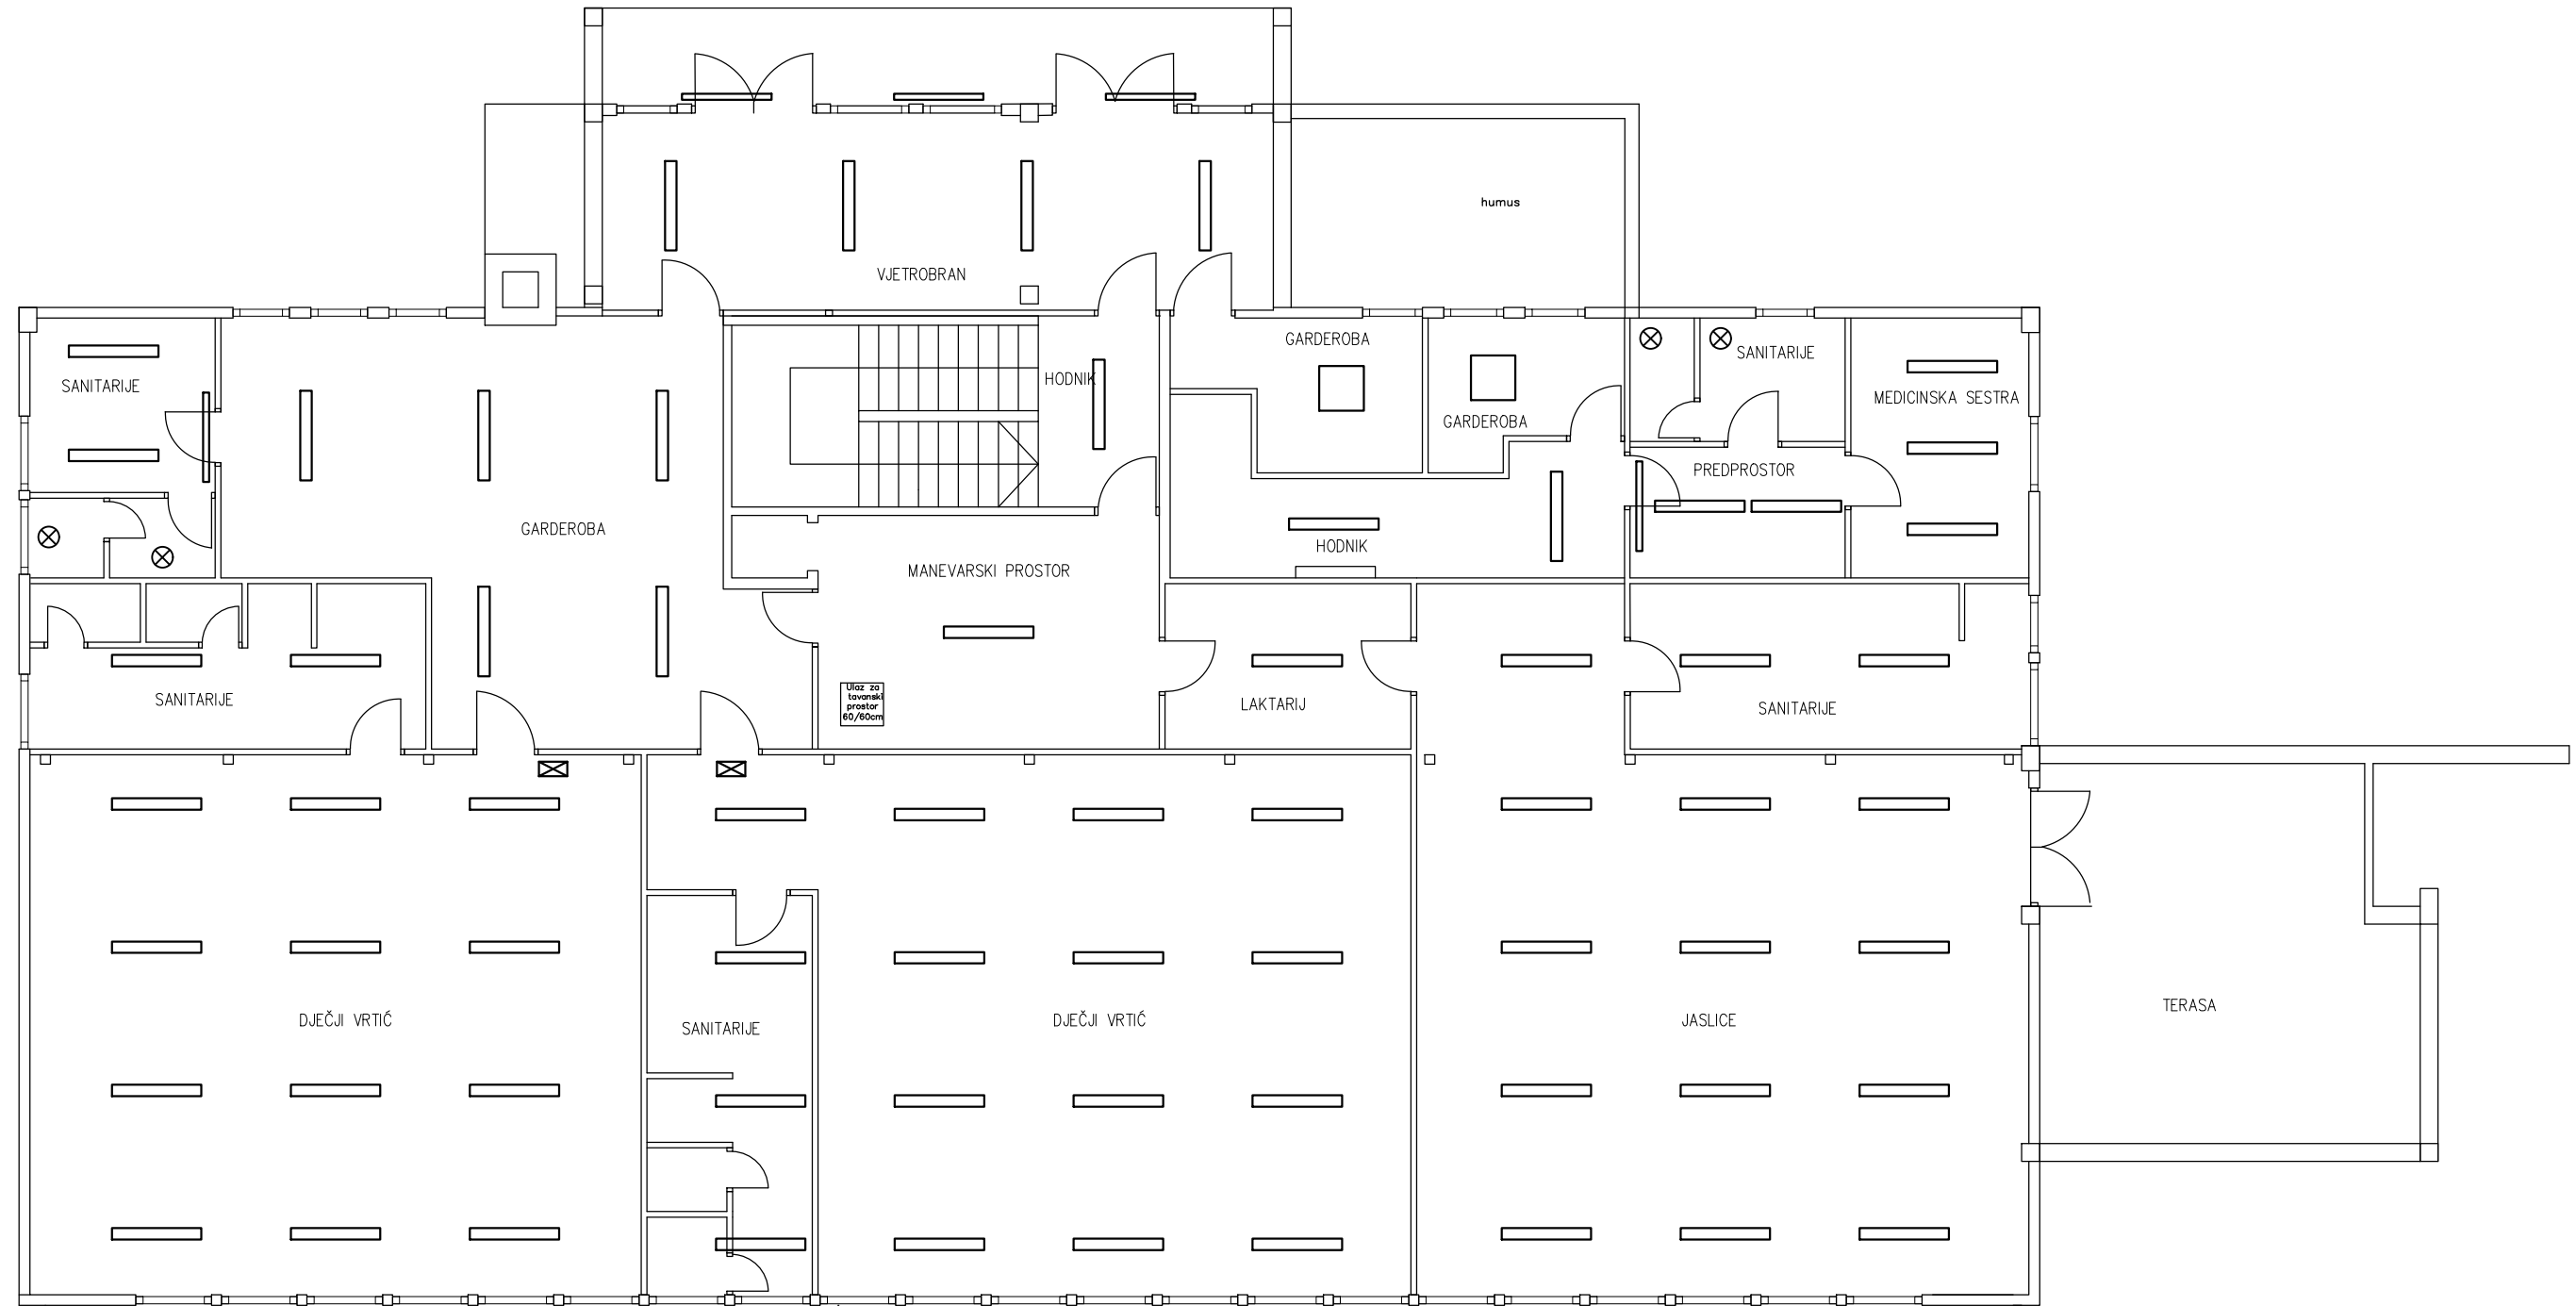 humus
VJETROBRAN
GARDEROBA
SANITARIJE
HODNIK
SANITARIJE
MEDICINSKA SESTRA
GARDEROBA
PREDPROSTOR
GARDEROBA
HODNIK
MANEVARSKI PROSTOR
Ulaz za
tavanski
prostor
60/60cm
SANITARIJE
LAKTARIJ
SANITARIJE
TERASA
DJEČJI VRTIĆ
SANITARIJE
DJEČJI VRTIĆ
JASLICE